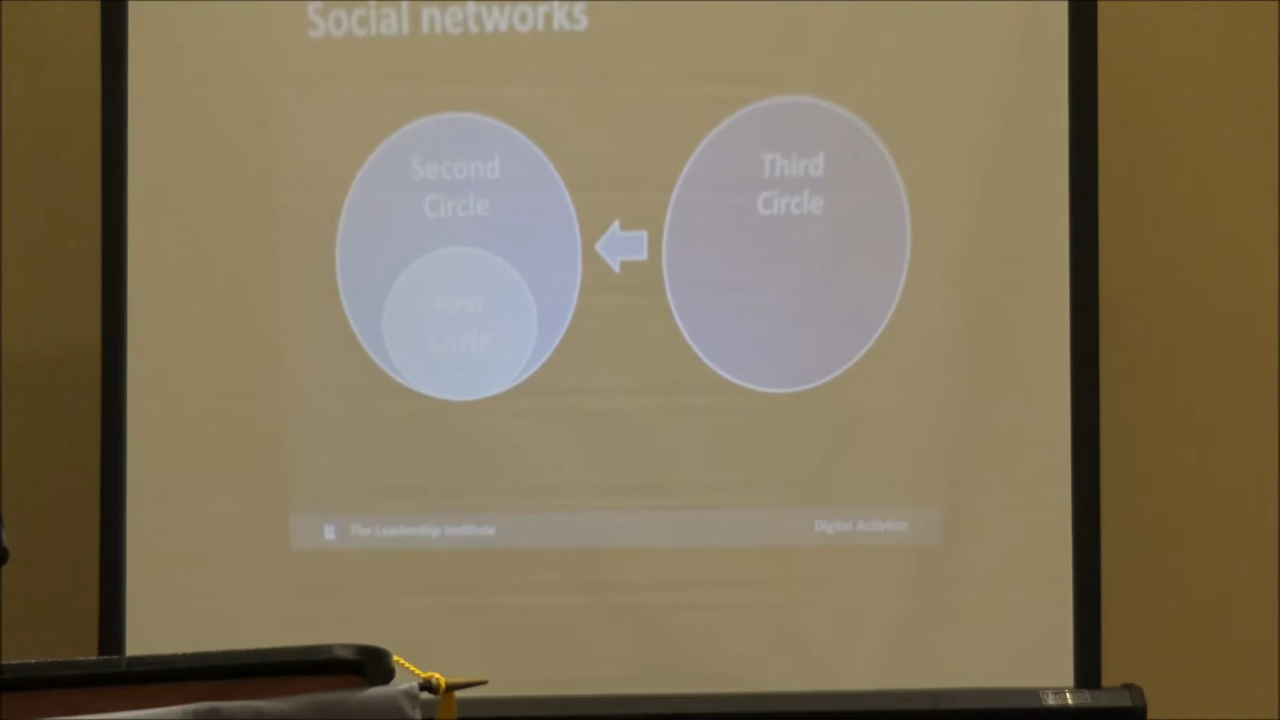 Social networks
Second
Circle
First
Circle
Third
Circle
The Leadership Institute
Digital Activism